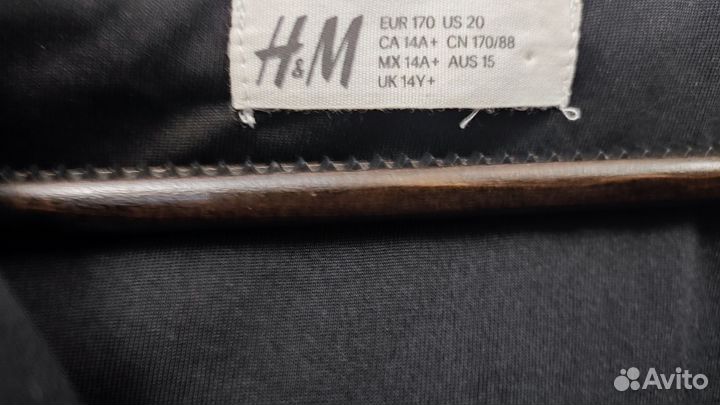 H&M
EUR 170 US 20
CA 14A+ CN 170/88
MX 14A+ AUS 15
UK 14Y+
Avito